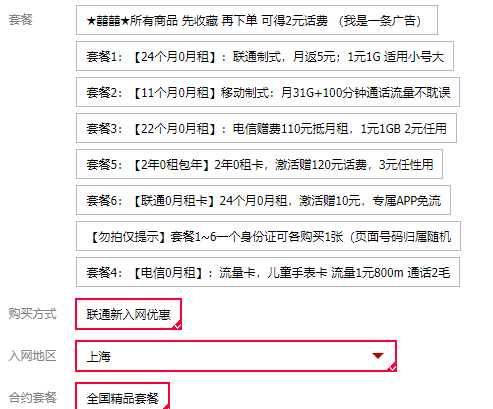 套餐
★囍囍囍★所有商品 先收藏 再下单 可得2元话费 (我是一条广告)
套餐1：【24个月0月租】：联通制式，月返5元；1元1G 适用小号大
套餐2：【11个月0月租】移动制式：月31G+100分钟通话流量不耽误
套餐3：【22个月0月租】：电信赠费110元抵月租，1元1GB 2元任用
套餐5：【2年0租包年】2年0租卡，激活赠120元话费，3元任性用
套餐6：【联通0月租卡】24个月0月租，激活赠10元，专属APP免流
【勿拍仅提示】套餐1~6一个身份证可各购买1张（页面号码归属随机
套餐4：【电信0月租】：流量卡，儿童手表卡 流量1元800m 通话2毛
购买方式
联通新入网优惠
入网地区
上海
合约套餐
全国精品套餐